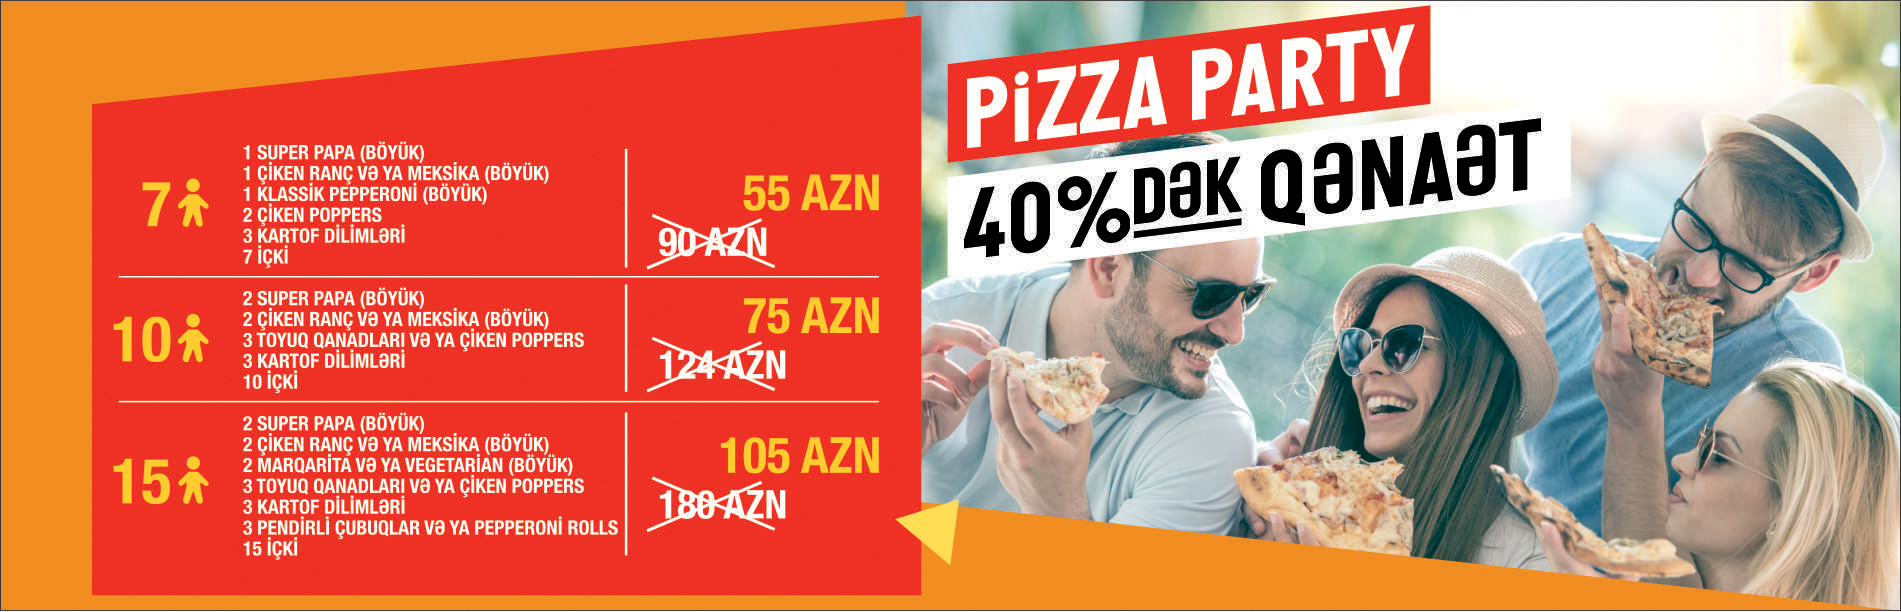 PİZZA PARTY
40%DƏK QƏNAƏT
7
1 SUPER PAPA (BÖYÜK)
1 ÇİKEN RANÇ VƏ YA MEKSİKA (BÖYÜK)
1 KLASSİK PEPPERONİ (BÖYÜK)
2 ÇİKEN POPPERS
3 KARTOF DİLİMLƏRİ
7 İÇKİ
55 AZN
90 AZN
10
2 SUPER PAPA (BÖYÜK)
2 ÇİKEN RANÇ VƏ YA MEKSİKA (BÖYÜK)
3 TOYUQ QANADLARI VƏ YA ÇİKEN POPPERS
3 KARTOF DİLİMLƏRİ
10 İÇKİ
75 AZN
124 AZN
15
2 SUPER PAPA (BÖYÜK)
2 ÇİKEN RANÇ VƏ YA MEKSİKA (BÖYÜK)
2 MARQARİTA VƏ YA VEGETARİAN (BÖYÜK)
3 TOYUQ QANADLARI VƏ YA ÇİKEN POPPERS
3 KARTOF DİLİMLƏRİ
3 PENDİRLİ ÇUBUQLAR VƏ YA PEPPERONİ ROLLS
15 İÇKİ
105 AZN
180 AZN